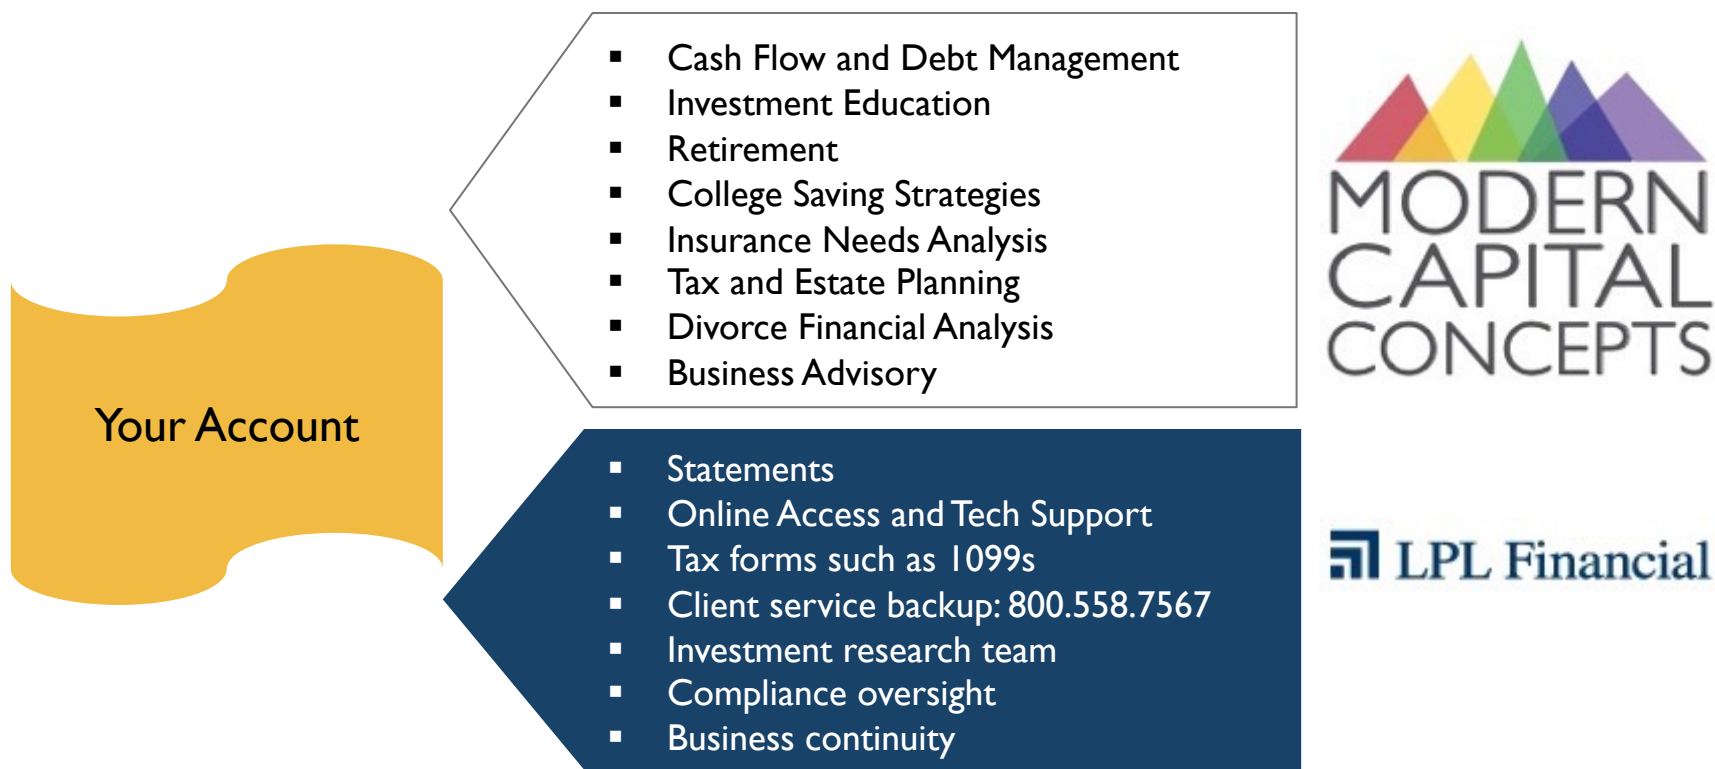 Cash Flow and Debt Management
Investment Education
Retirement
College Saving Strategies
Insurance Needs Analysis
Tax and Estate Planning
Divorce Financial Analysis
Business Advisory
MODERN
CAPITAL
CONCEPTS
Your Account
Statements
Online Access and Tech Support
Tax forms such as 1099s
Client service backup: 800.558.7567
Investment research team
Compliance oversight
Business continuity
LPL Financial